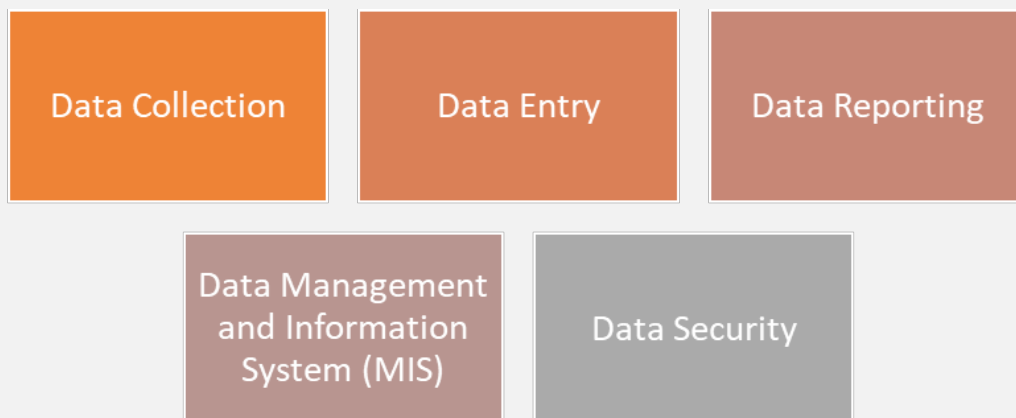 Data Collection
Data Entry
Data Reporting
Data Management
and Information
System (MIS)
Data Security